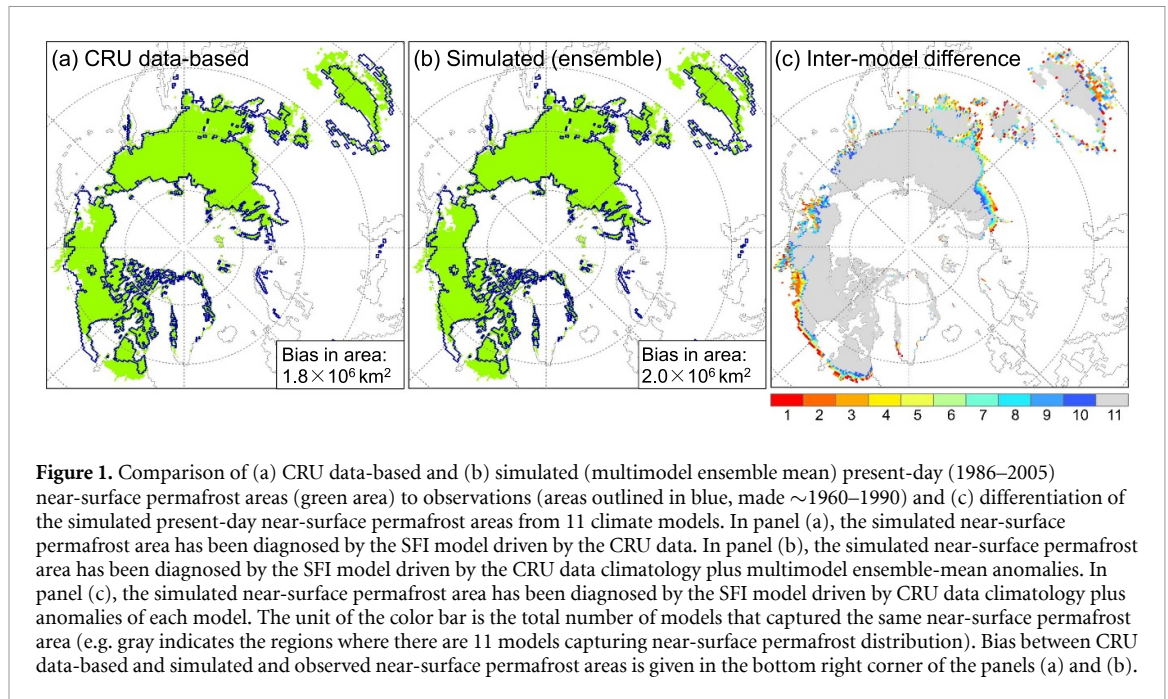 (a) CRU data-based
(b) Simulated (ensemble)
(c) Inter-model difference
Bias in area:
1.8×10⁶ km²
Bias in area:
2.0×10⁶ km²
1 2 3 4 5 6 7 8 9 10 11
Figure 1. Comparison of (a) CRU data-based and (b) simulated (multimodel ensemble mean) present-day (1986–2005)
near-surface permafrost areas (green area) to observations (areas outlined in blue, made ∼1960–1990) and (c) differentiation of
the simulated present-day near-surface permafrost areas from 11 climate models. In panel (a), the simulated near-surface
permafrost area has been diagnosed by the SFI model driven by the CRU data. In panel (b), the simulated near-surface permafrost
area has been diagnosed by the SFI model driven by the CRU data climatology plus multimodel ensemble-mean anomalies. In
panel (c), the simulated near-surface permafrost area has been diagnosed by the SFI model driven by CRU data climatology plus
anomalies of each model. The unit of the color bar is the total number of models that captured the same near-surface permafrost
area (e.g. gray indicates the regions where there are 11 models capturing near-surface permafrost distribution). Bias between CRU
data-based and simulated and observed near-surface permafrost areas is given in the bottom right corner of the panels (a) and (b).